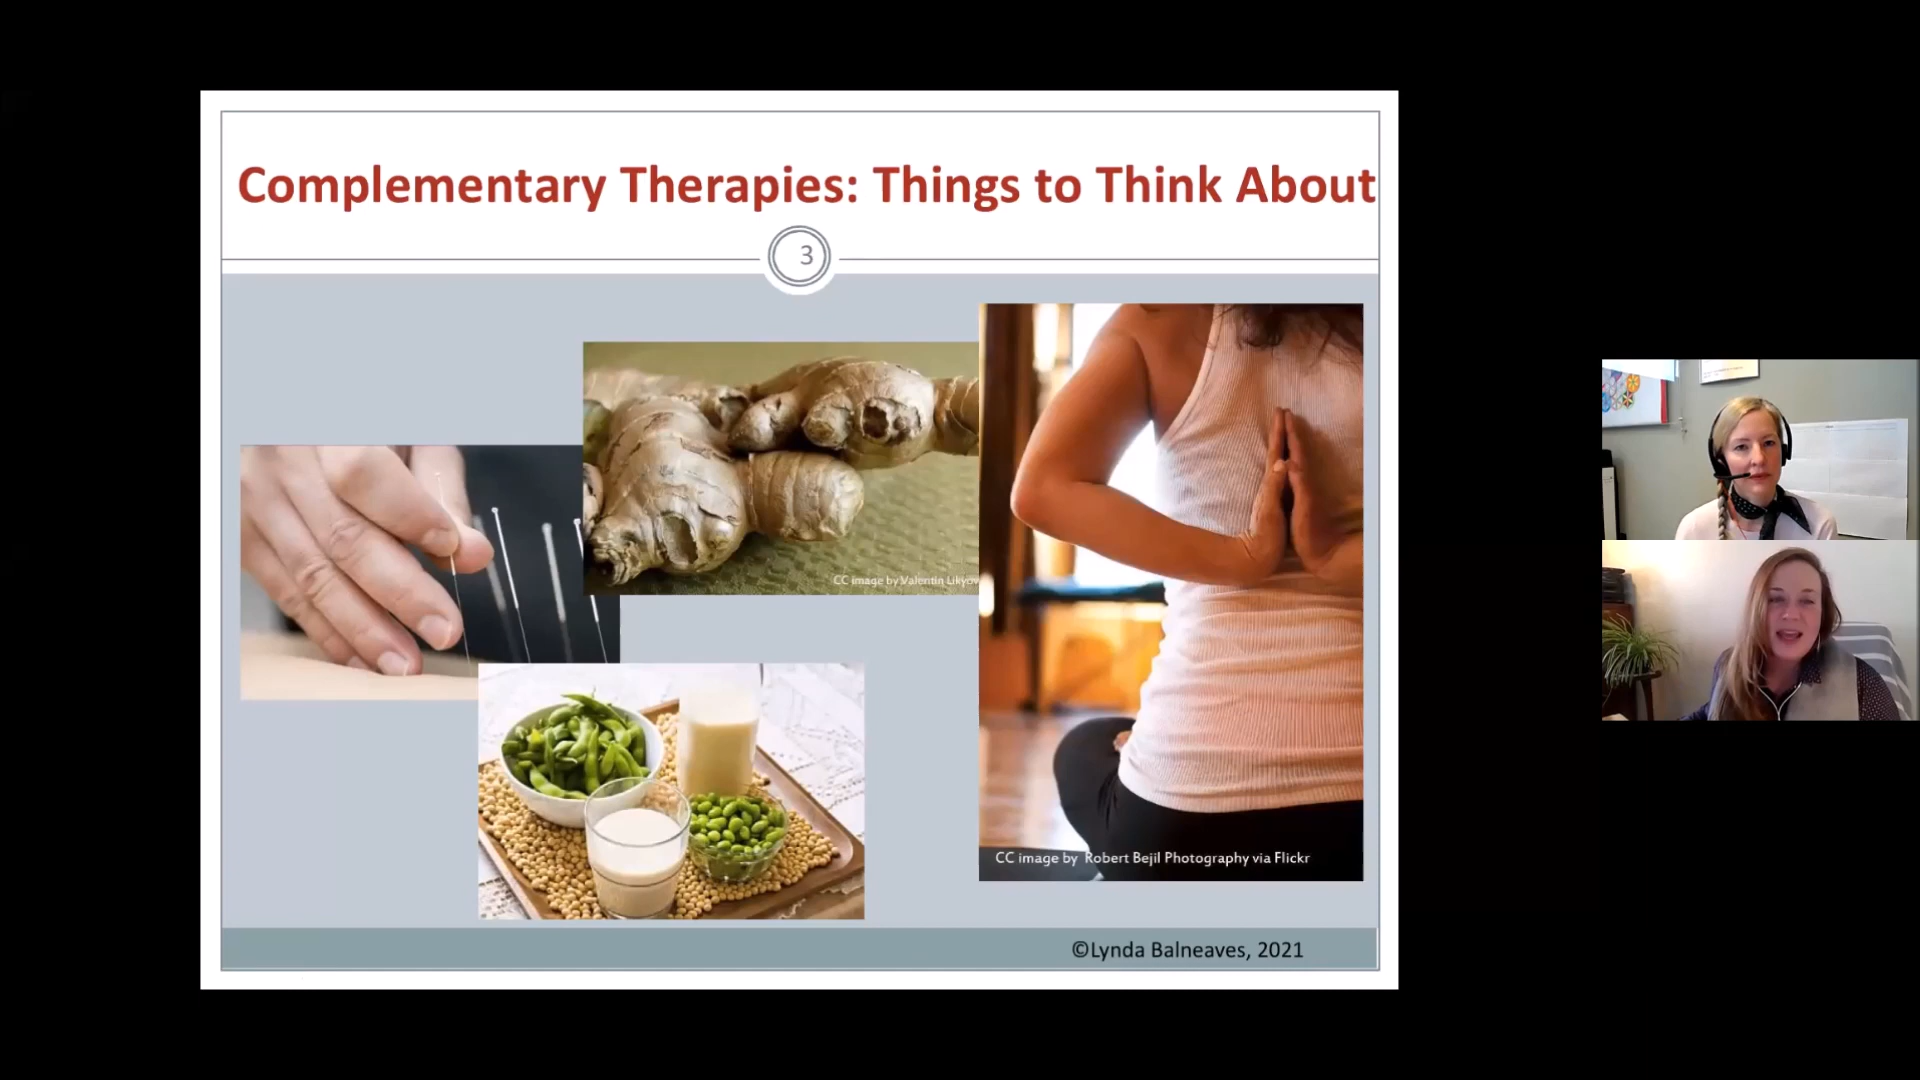 Complementary Therapies: Things to Think About
3
CC image by Valentin Likyov
CC image by Robert Bejil Photography via Flickr
©Lynda Balneaves, 2021